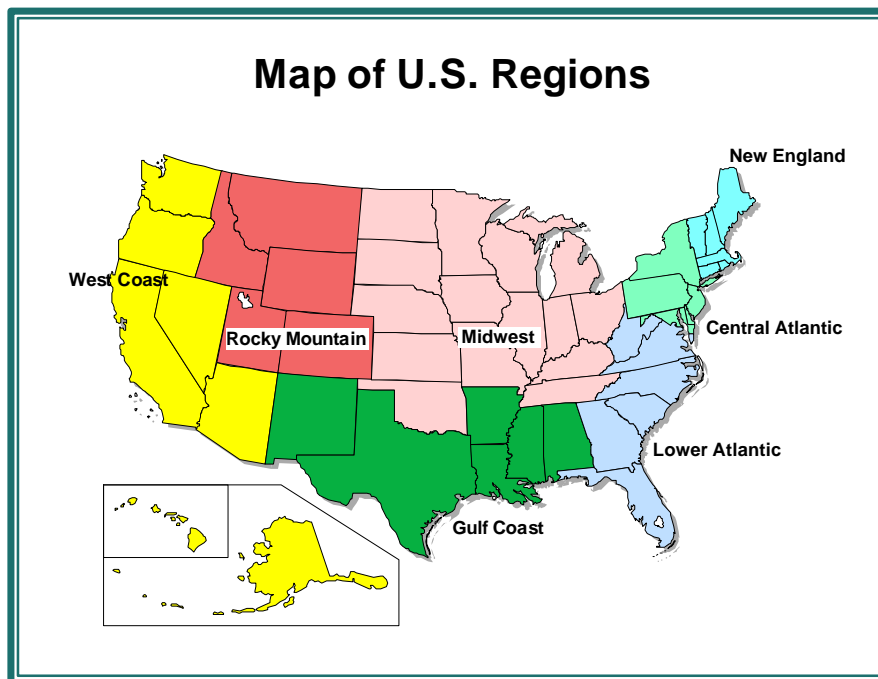 Map of U.S. Regions
New England
West Coast
Rocky Mountain
Midwest
Central Atlantic
Lower Atlantic
Gulf Coast